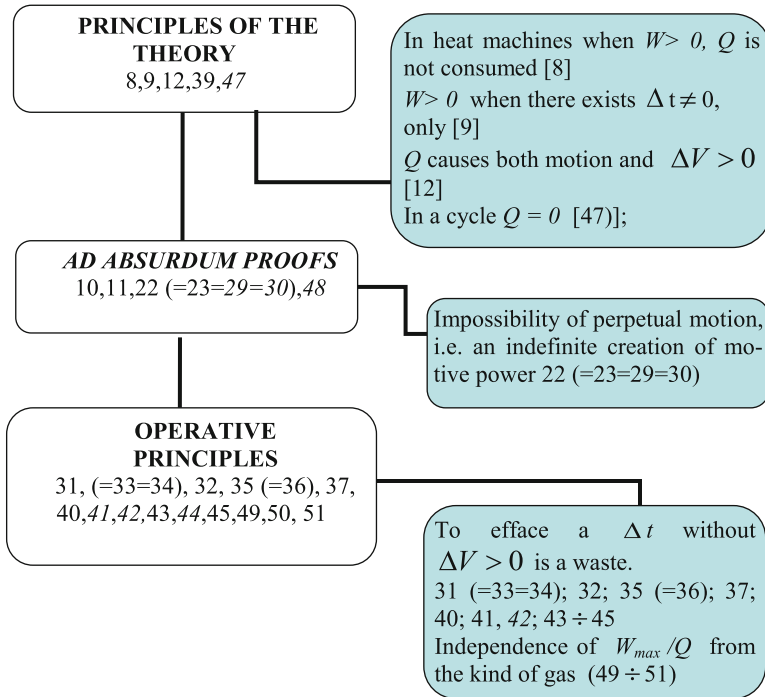 PRINCIPLES OF THE
THEORY
8,9,12,39,47
In heat machines when W> 0, Q is
not consumed [8]
W> 0 when there exists Δ t ≠ 0,
only [9]
Q causes both motion and ΔV > 0
[12]
In a cycle Q = 0 [47)];
AD ABSURDUM PROOFS
10,11,22 (=23=29=30),48
Impossibility of perpetual motion,
i.e. an indefinite creation of mo-
tive power 22 (=23=29=30)
OPERATIVE
PRINCIPLES
31, (=33=34), 32, 35 (=36), 37,
40,41,42,43,44,45,49,50, 51
To efface a Δ t without
ΔV > 0 is a waste.
31 (=33=34); 32; 35 (=36); 37;
40; 41, 42; 43 ÷ 45
Independence of Wmax /Q from
the kind of gas (49 ÷ 51)